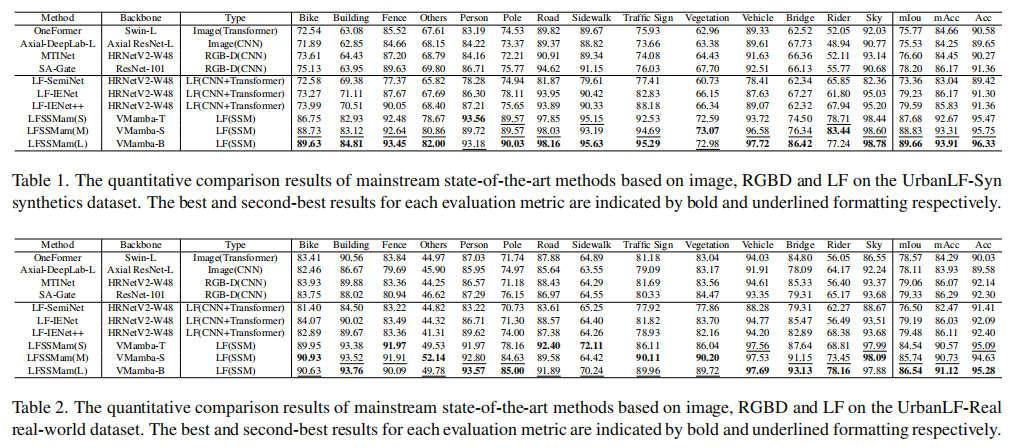 Method Backbone Type Bike Building Fence Others Person Pole Road Sidewalk Traffic Sign Vegetation Vehicle Bridge Rider Sky mIou mAcc Acc
OneFormer Swin-L Image(Transformer) 72.54 63.08 85.52 67.61 83.19 74.53 89.82 89.67 75.93 62.96 89.33 62.52 52.05 92.03 75.77 84.66 90.58
Axial-DeepLab-L Axial ResNet-L Image(CNN) 71.89 62.85 84.66 68.15 84.22 73.37 89.37 88.82 73.66 63.38 89.61 67.73 48.94 90.77 75.53 84.25 89.65
MTINet HRNetV2-W48 RGB-D(CNN) 73.61 64.43 87.20 68.79 84.16 72.21 90.91 89.34 74.08 64.43 91.63 66.36 52.11 93.14 76.60 84.45 90.27
SA-Gate ResNet-101 RGB-D(CNN) 75.13 63.95 89.63 69.80 86.71 75.77 94.62 91.15 76.03 67.70 92.51 66.13 55.77 90.68 78.20 86.17 91.36
LF-SemiNet HRNetV2-W48 LF(CNN+Transformer) 72.58 69.38 77.37 65.82 78.28 74.94 81.87 79.61 77.41 60.73 78.41 62.34 65.85 82.36 73.36 83.04 89.42
LF-IENet HRNetV2-W48 LF(CNN+Transformer) 73.27 71.11 87.67 67.69 86.30 78.11 93.95 90.42 82.83 66.15 87.63 67.27 61.80 95.03 79.23 86.17 91.30
LF-IENet++ HRNetV2-W48 LF(CNN+Transformer) 73.99 70.51 90.05 68.40 87.21 75.65 93.89 90.33 88.18 66.34 89.07 62.32 67.94 95.20 79.59 85.83 91.36
LFSSMam(S) VMamba-T LF(SSM) 86.75 82.93 92.48 78.67 93.56 89.57 97.85 95.15 92.53 72.59 93.72 74.50 78.71 98.44 87.68 92.67 95.47
LFSSMam(M) VMamba-S LF(SSM) 88.73 83.12 92.64 80.86 89.72 89.57 98.03 93.19 94.69 73.07 96.58 76.34 83.44 98.60 88.83 93.31 95.75
LFSSMam(L) VMamba-B LF(SSM) 89.63 84.81 93.45 82.00 93.18 90.03 98.16 95.63 95.29 72.98 97.72 86.42 77.24 98.78 89.66 93.91 96.33
Table 1. The quantitative comparison results of mainstream state-of-the-art methods based on image, RGBD and LF on the UrbanLF-Syn
synthetics dataset. The best and second-best results for each evaluation metric are indicated by bold and underlined formatting respectively.
Method Backbone Type Bike Building Fence Others Person Pole Road Sidewalk Traffic Sign Vegetation Vehicle Bridge Rider Sky mIou mAcc Acc
OneFormer Swin-L Image(Transformer) 83.41 90.56 83.84 44.97 87.03 71.74 87.88 64.89 81.18 83.04 94.03 84.80 56.05 86.55 78.57 84.29 90.03
Axial-DeepLab-L Axial ResNet-L Image(CNN) 82.46 86.67 79.69 45.90 85.95 74.97 85.64 63.55 79.09 83.17 91.91 78.09 64.17 92.24 78.11 83.93 89.58
MTINet HRNetV2-W48 RGB-D(CNN) 83.93 89.88 83.36 44.25 86.57 71.18 88.43 64.29 81.69 83.56 94.61 85.33 56.40 93.37 79.06 87.06 92.14
SA-Gate ResNet-101 RGB-D(CNN) 83.75 88.02 80.94 46.62 87.29 76.15 86.97 64.55 80.33 84.47 93.35 79.31 65.17 93.68 79.33 86.29 92.30
LF-SemiNet HRNetV2-W48 LF(CNN+Transformer) 81.40 84.50 83.22 44.82 83.22 70.73 83.61 65.25 77.92 77.86 88.28 79.31 62.27 88.67 76.50 82.47 91.41
LF-IENet HRNetV2-W48 LF(CNN+Transformer) 84.07 90.02 83.49 44.32 86.71 71.30 88.57 64.40 81.82 83.70 94.77 85.47 56.49 93.51 79.19 86.03 92.09
LF-IENet++ HRNetV2-W48 LF(CNN+Transformer) 82.89 89.67 83.36 41.31 89.62 74.00 87.38 64.26 78.93 82.16 94.20 82.89 68.38 93.68 79.48 86.11 92.40
LFSSMam(S) VMamba-T LF(SSM) 89.95 93.38 91.97 49.53 91.97 78.16 92.40 72.11 86.11 86.04 97.56 87.64 68.81 97.99 84.54 90.57 95.09
LFSSMam(M) VMamba-S LF(SSM) 90.93 93.52 91.91 52.14 92.80 84.63 89.58 64.42 90.11 90.20 97.53 91.15 73.45 98.09 85.74 90.73 94.63
LFSSMam(L) VMamba-B LF(SSM) 90.63 93.76 90.09 49.78 93.57 85.00 91.89 70.24 89.96 89.72 97.69 93.13 78.16 97.88 86.54 91.12 95.28
Table 2. The quantitative comparison results of mainstream state-of-the-art methods based on image, RGBD and LF on the UrbanLF-Real
real-world dataset. The best and second-best results for each evaluation metric are indicated by bold and underlined formatting respectively.